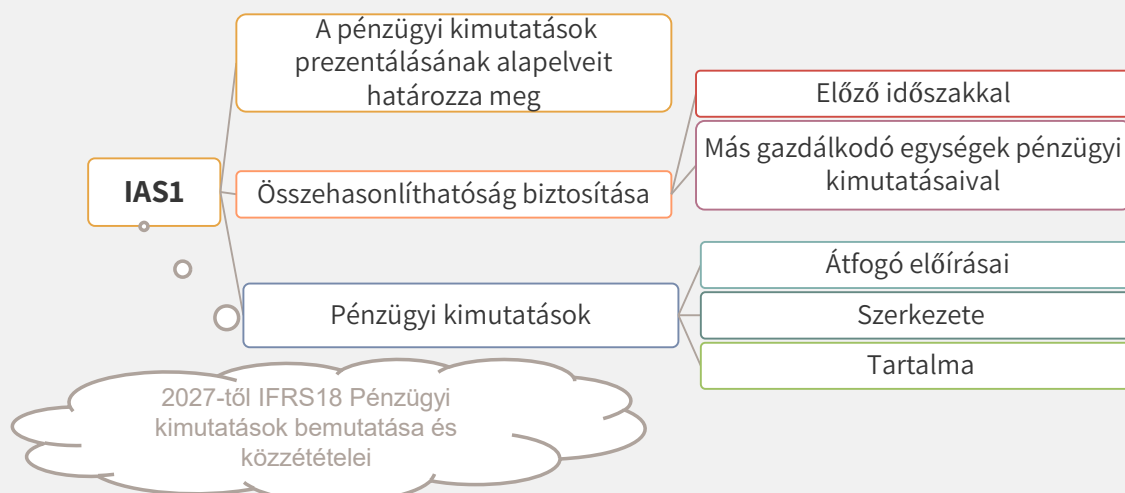 IAS1
A pénzügyi kimutatások
prezentálásának alapelveit
határozza meg
Összehasonlíthatóság biztosítása
Előző időszakkal
Más gazdálkodó egységek pénzügyi
kimutatásaival
Pénzügyi kimutatások
Átfogó előírásai
Szerkezete
Tartalma
2027-től IFRS18 Pénzügyi
kimutatások bemutatása és
közzétételei